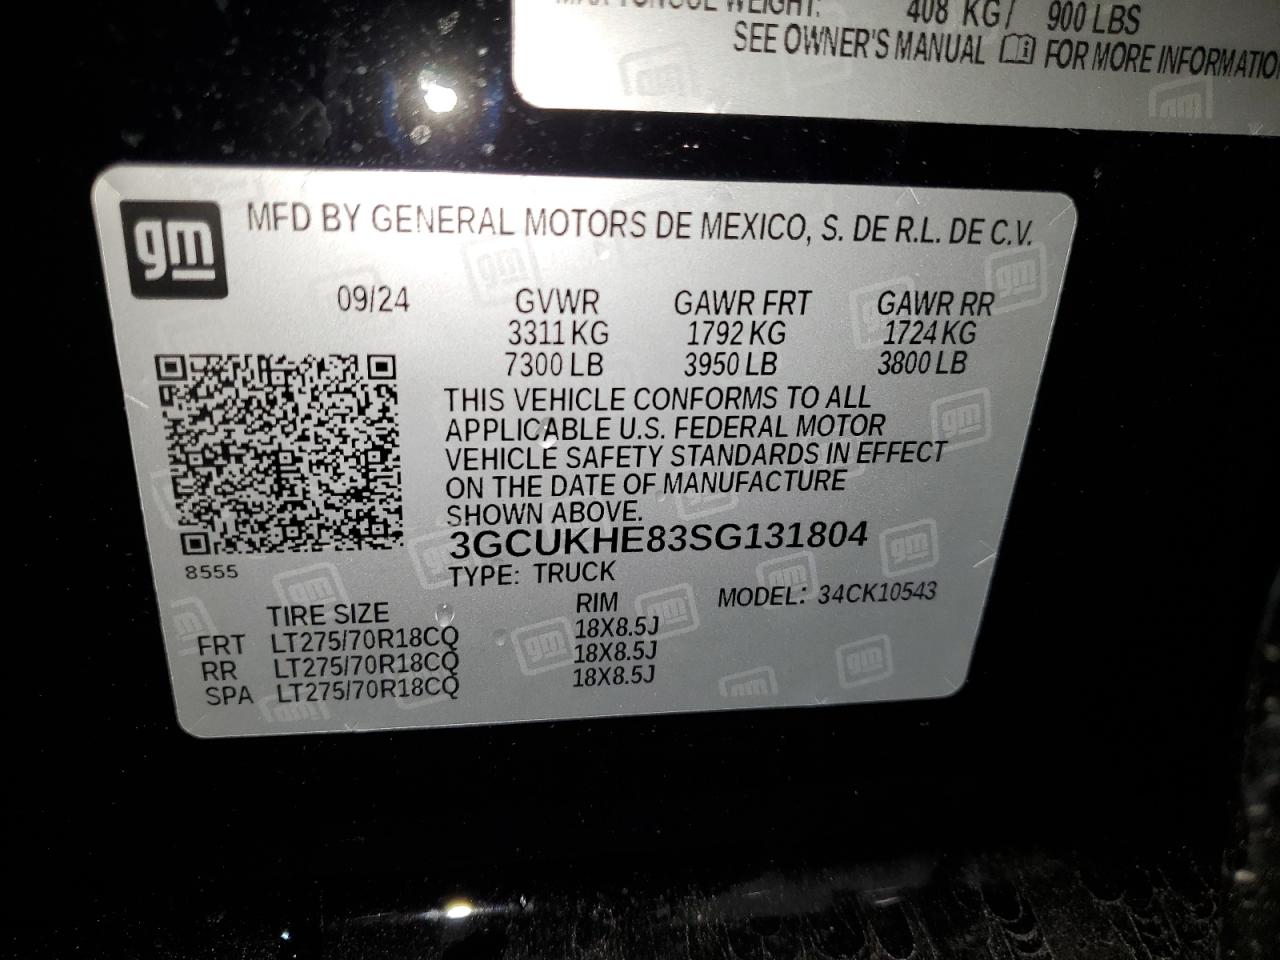 TONGUE WEIGHT: 408 KG/ 900 LBS
SEE OWNER'S MANUAL FOR MORE INFORMATIO
gm
MFD BY GENERAL MOTORS DE MEXICO, S. DE R.L. DE C.V.
09/24 GVWR GAWR FRT GAWR RR
3311 KG 1792 KG 1724 KG
7300 LB 3950 LB 3800 LB
THIS VEHICLE CONFORMS TO ALL
APPLICABLE U.S. FEDERAL MOTOR
VEHICLE SAFETY STANDARDS IN EFFECT
ON THE DATE OF MANUFACTURE
SHOWN ABOVE.
3GCUKHE83SG131804
8555
TYPE: TRUCK
MODEL: 34CK10543
TIRE SIZE RIM
FRT LT275/70R18CQ 18X8.5J
RR LT275/70R18CQ 18X8.5J
SPA LT275/70R18CQ 18X8.5J